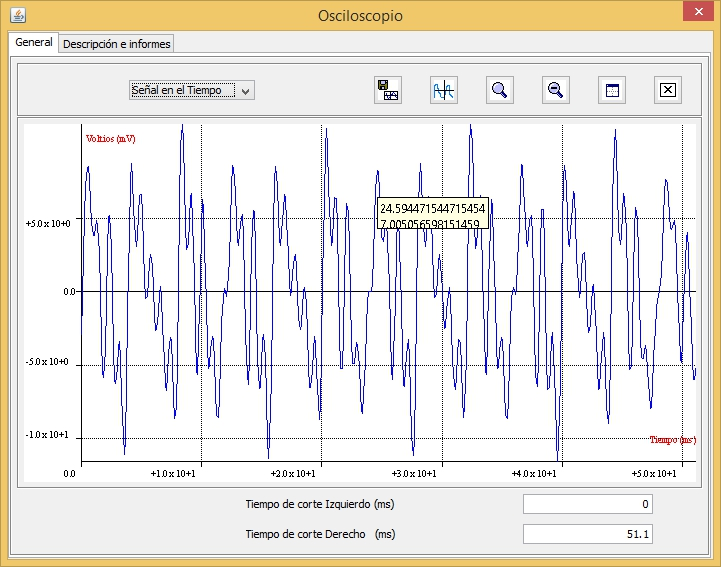 Osciloscopio
General
Descripción e informes
Señal en el Tiempo
Voltios (mV)
24.594471544715454
7.005056598151459
+5.0 x 10+0
0.0
-5.0 x 10+0
-1.0 x 10+1
Tiempo (ms)
0.0
+1.0 x 10+1
+2.0 x 10+1
+3.0 x 10+1
+4.0 x 10+1
+5.0 x 10+1
Tiempo de corte Izquierdo (ms)
0
Tiempo de corte Derecho (ms)
51.1